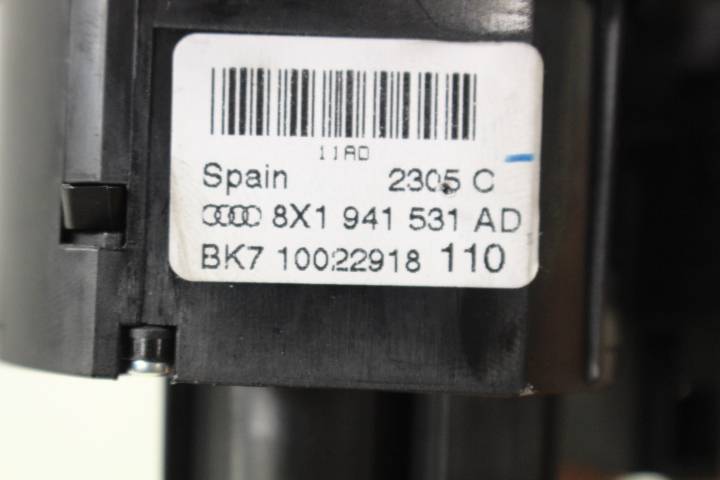 11AD
Spain 2305 C
8X1 941 531 AD
BK7 10022918 110